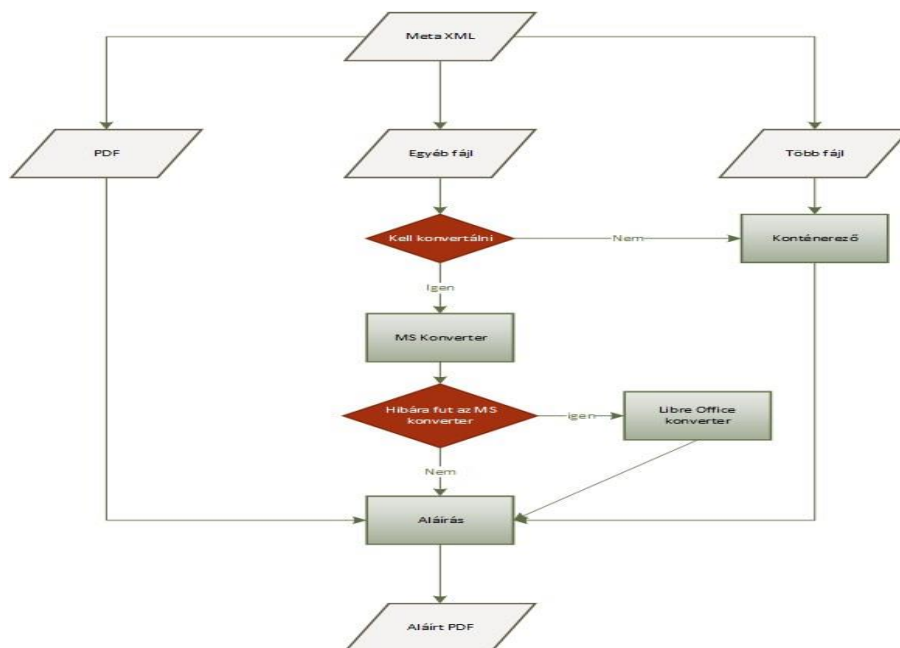 Meta XML
PDF
Egyéb fájl
Több fájl
Kell konvertálni
Nem
Konténerező
Igen
MS Konverter
Hibára fut az MS
konverter
igen
Libre Office
konverter
Nem
Aláírás
Aláírt PDF